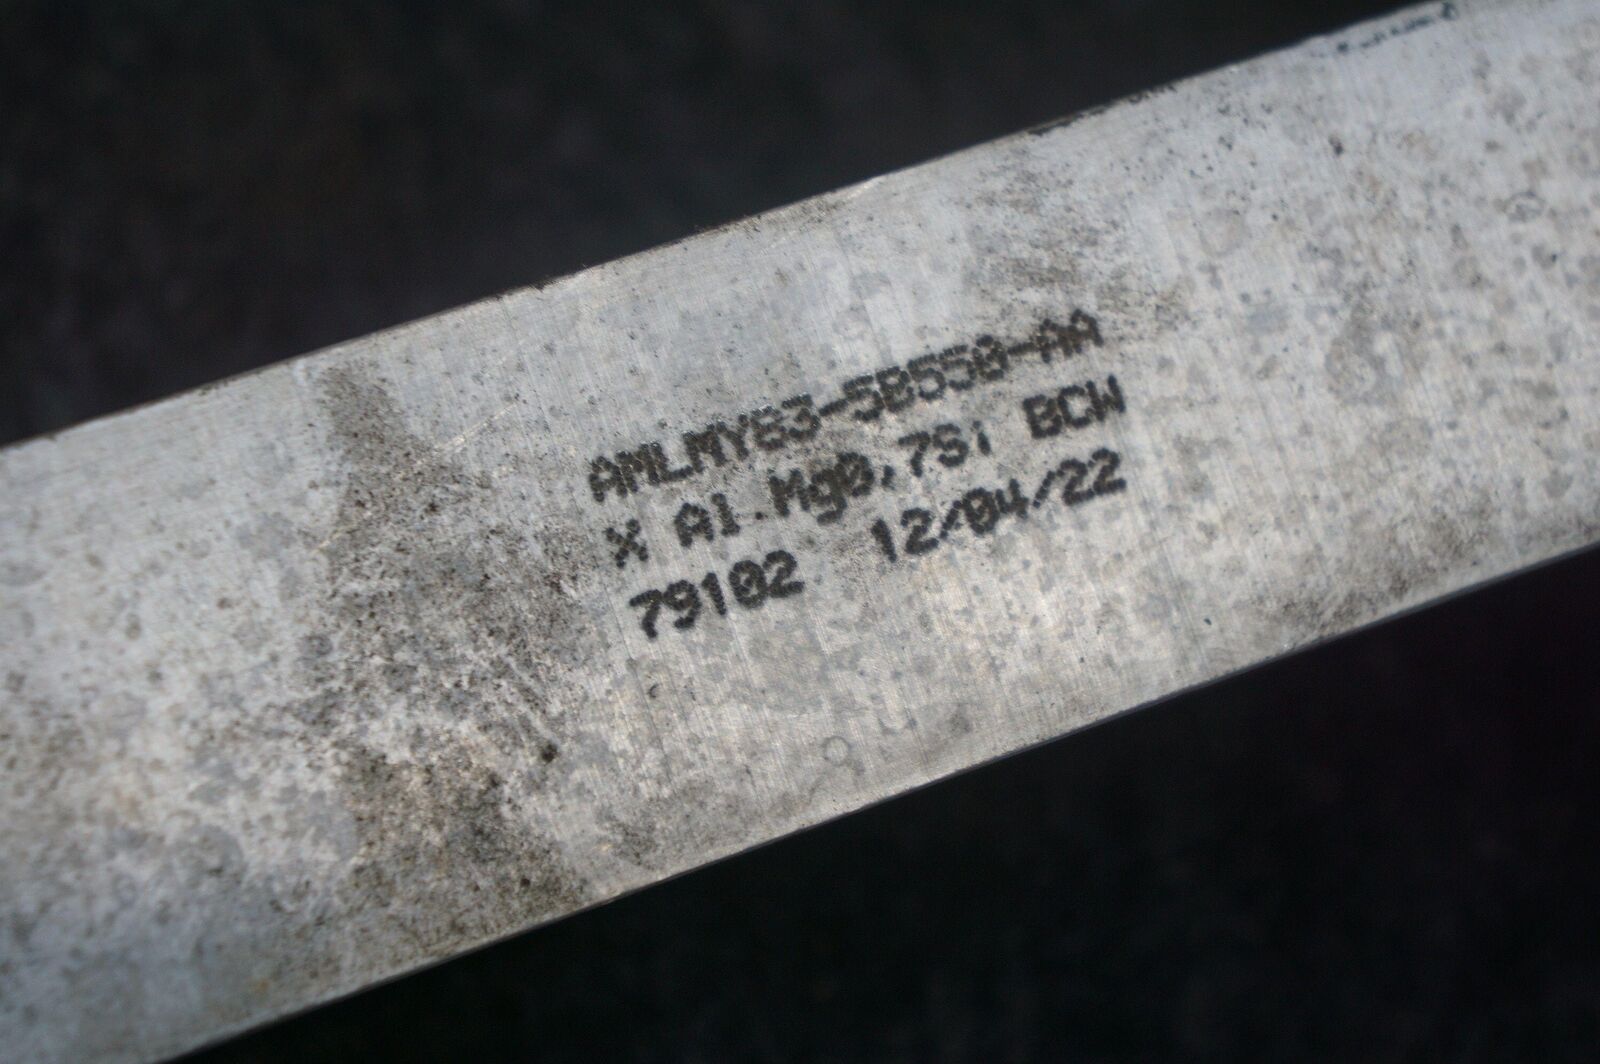 AMLMY83-5B550-AA
X Al Mg0,7Si BCW
79102 12/04/22